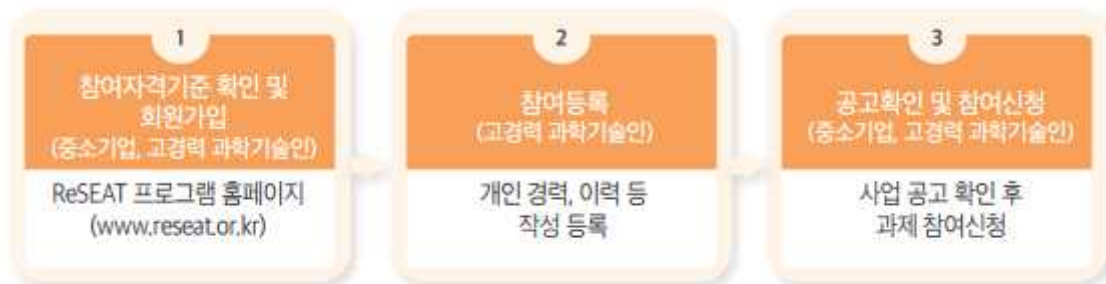 1
참여자격기준 확인 및
회원가입
(중소기업, 고경력 과학기술인)
ReSEAT 프로그램 홈페이지
(www.reseat.or.kr)
2
참여등록
(고경력 과학기술인)
개인 경력, 이력 등
작성 등록
3
공고확인 및 참여신청
(중소기업, 고경력 과학기술인)
사업 공고 확인 후
과제 참여신청